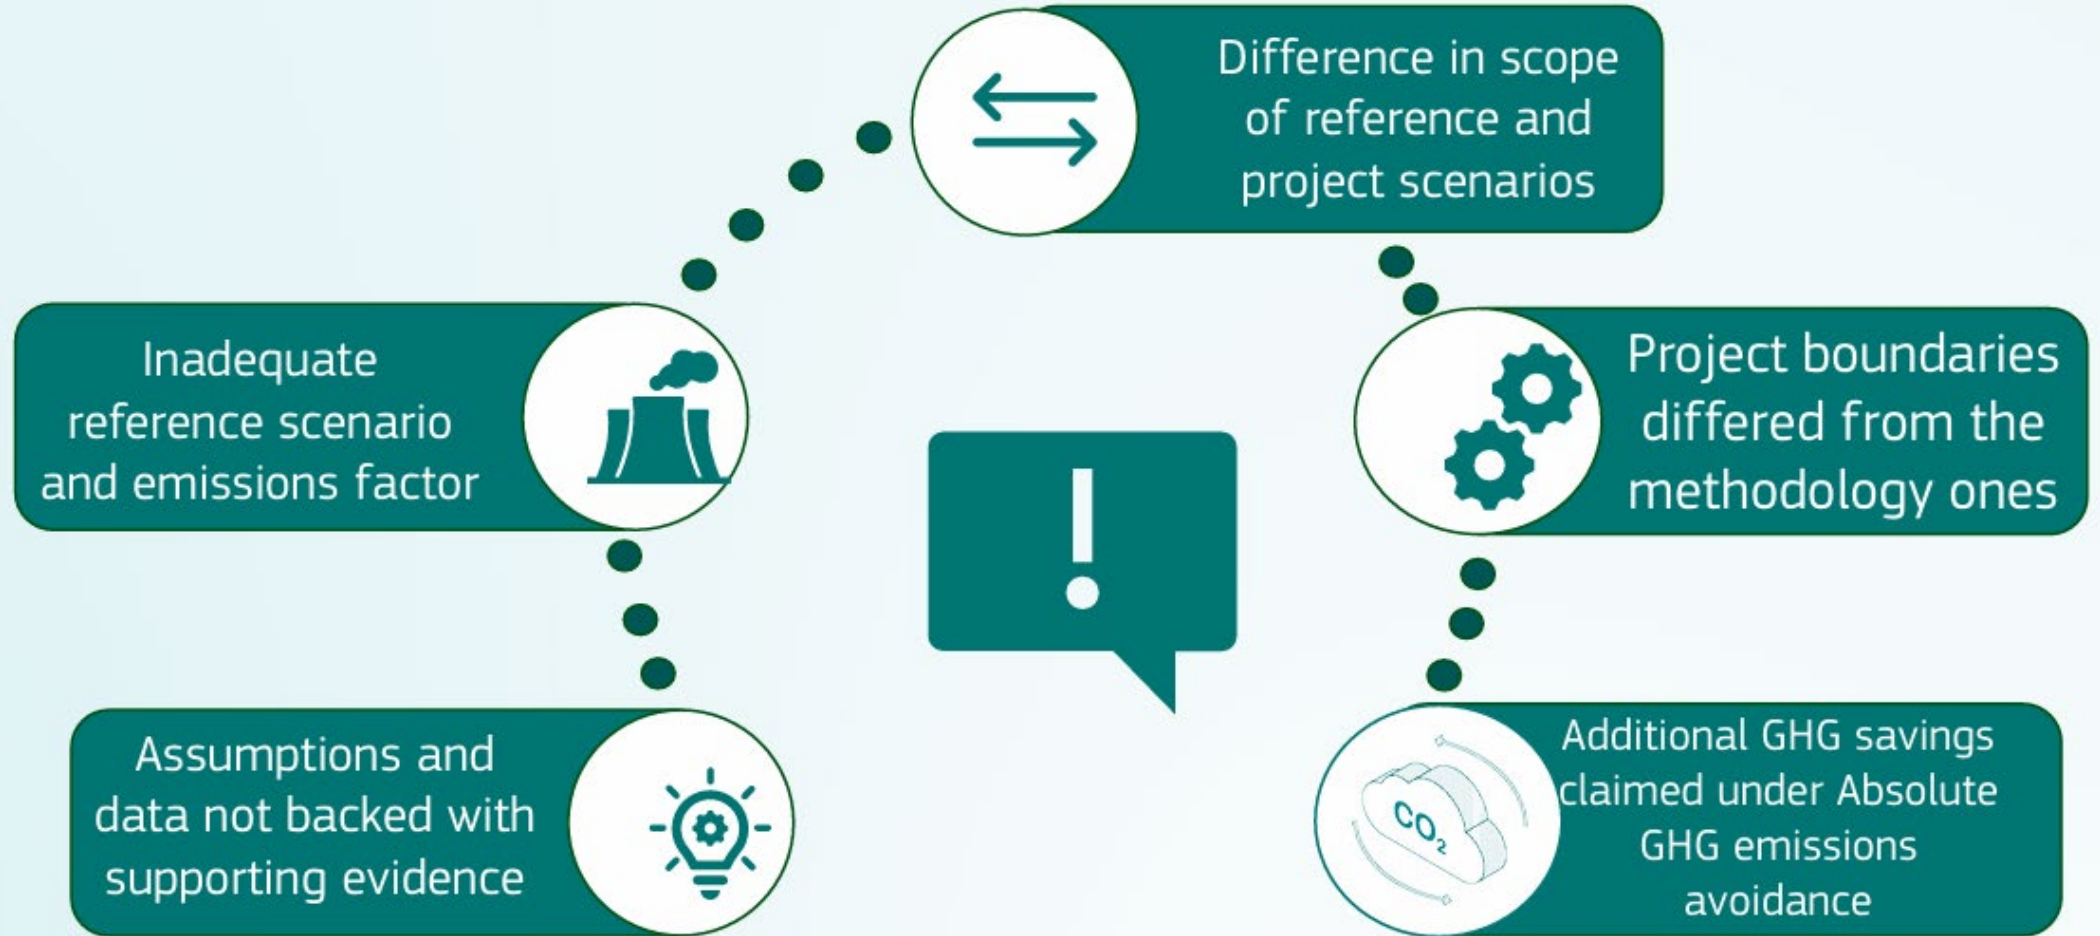 Difference in scope
of reference and
project scenarios
Inadequate
reference scenario
and emissions factor
Project boundaries
differed from the
methodology ones
!
Assumptions and
data not backed with
supporting evidence
CO₂
Additional GHG savings
claimed under Absolute
GHG emissions
avoidance